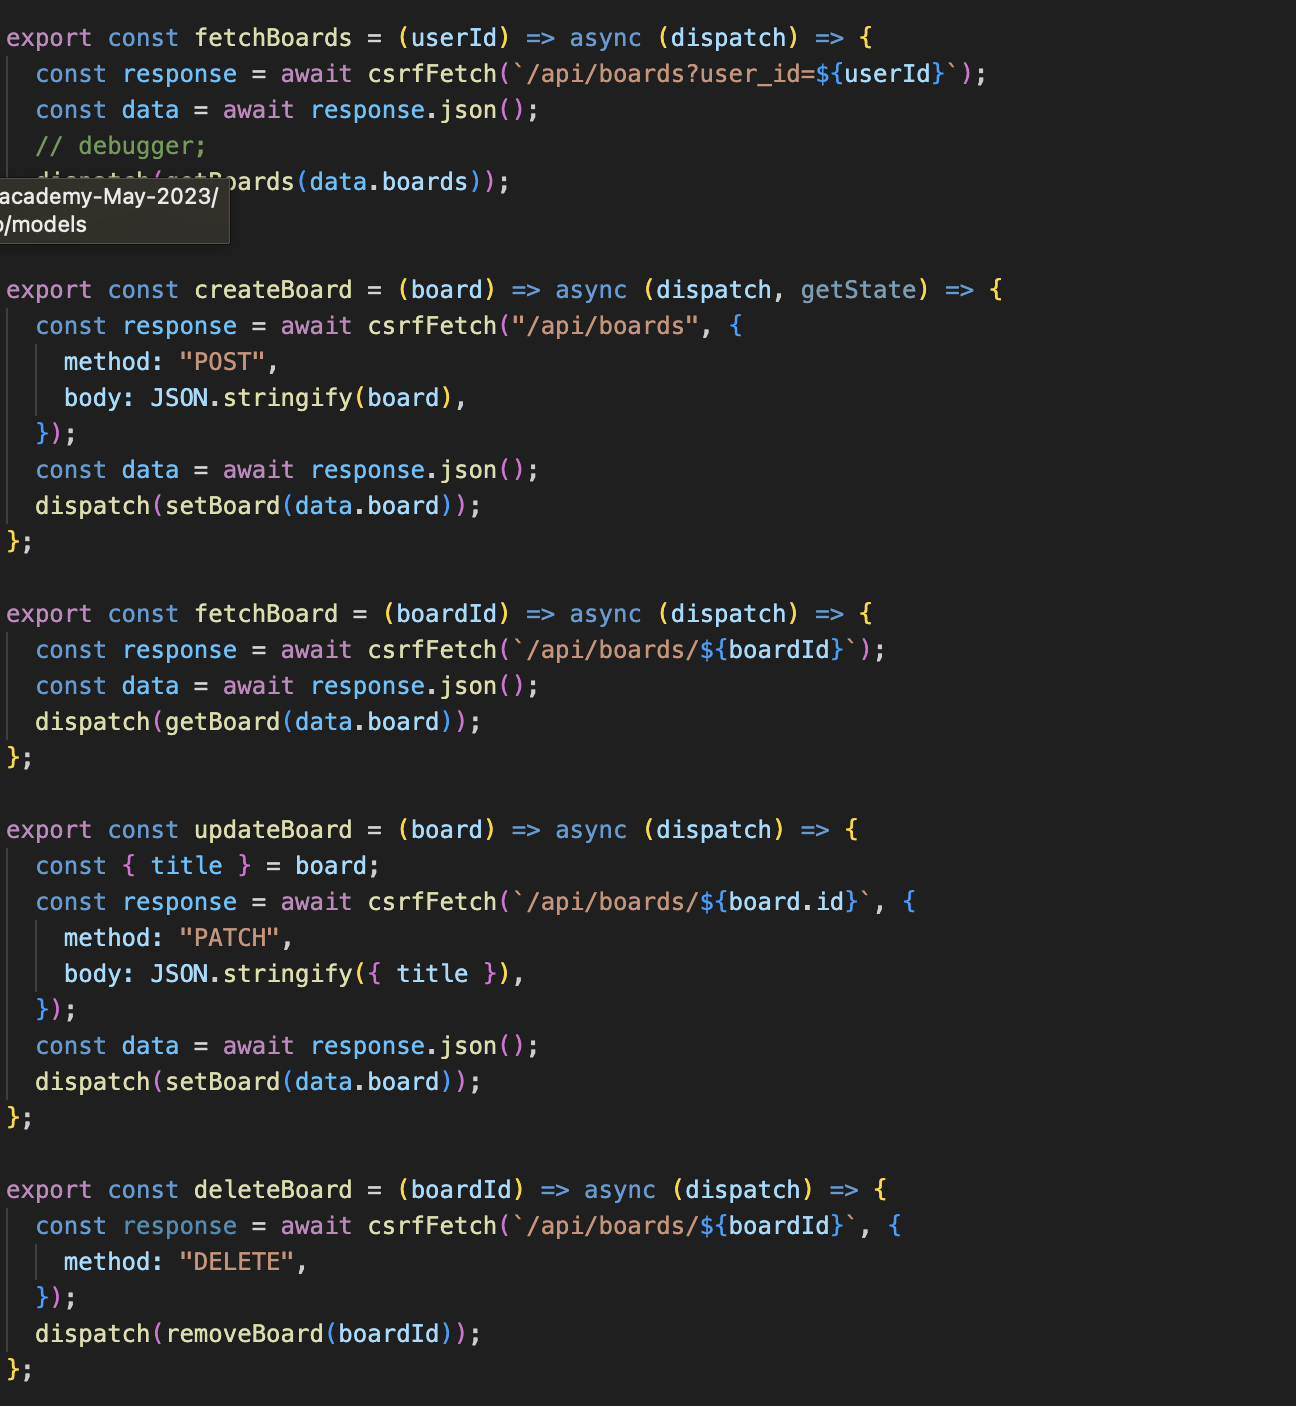 export const fetchBoards = (userId) => async (dispatch) => {
const response = await csrfFetch(`/api/boards?user_id=${userId}`);
const data = await response.json();
// debugger;
dispatch(getBoards(data.boards));
academy-May-2023/
/models
export const createBoard = (board) => async (dispatch, getState) => {
const response = await csrfFetch("/api/boards", {
method: "POST",
body: JSON.stringify(board),
});
const data = await response.json();
dispatch(setBoard(data.board));
};
export const fetchBoard = (boardId) => async (dispatch) => {
const response = await csrfFetch(`/api/boards/${boardId}`);
const data = await response.json();
dispatch(getBoard(data.board));
};
export const updateBoard = (board) => async (dispatch) => {
const { title } = board;
const response = await csrfFetch(`/api/boards/${board.id}`, {
method: "PATCH",
body: JSON.stringify({ title }),
});
const data = await response.json();
dispatch(setBoard(data.board));
};
export const deleteBoard = (boardId) => async (dispatch) => {
const response = await csrfFetch(`/api/boards/${boardId}`, {
method: "DELETE",
});
dispatch(removeBoard(boardId));
};